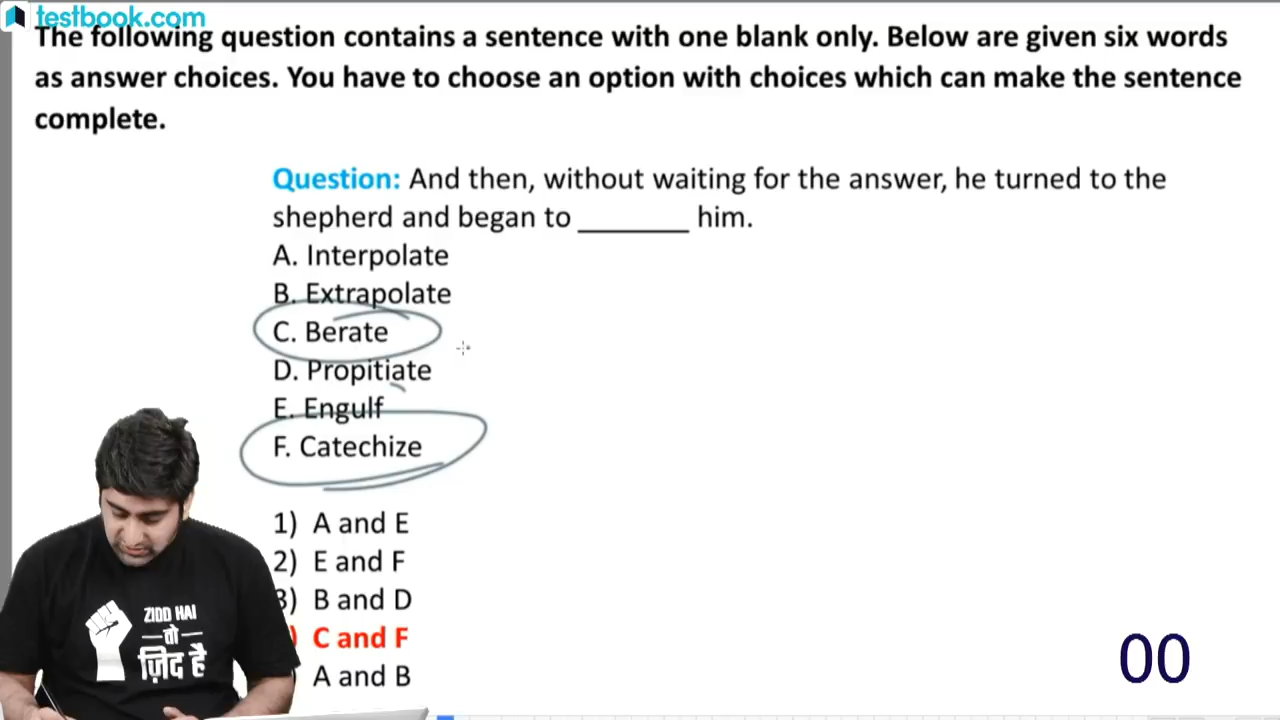 testbook.com
The following question contains a sentence with one blank only. Below are given six words
as answer choices. You have to choose an option with choices which can make the sentence
complete.
Question: And then, without waiting for the answer, he turned to the
shepherd and began to ________ him.
A. Interpolate
B. Extrapolate
C. Berate
D. Propitiate
E. Engulf
F. Catechize
1) A and E
2) E and F
3) B and D
) C and F
) A and B
ZIDD HAI
तो
ज़िद है
00